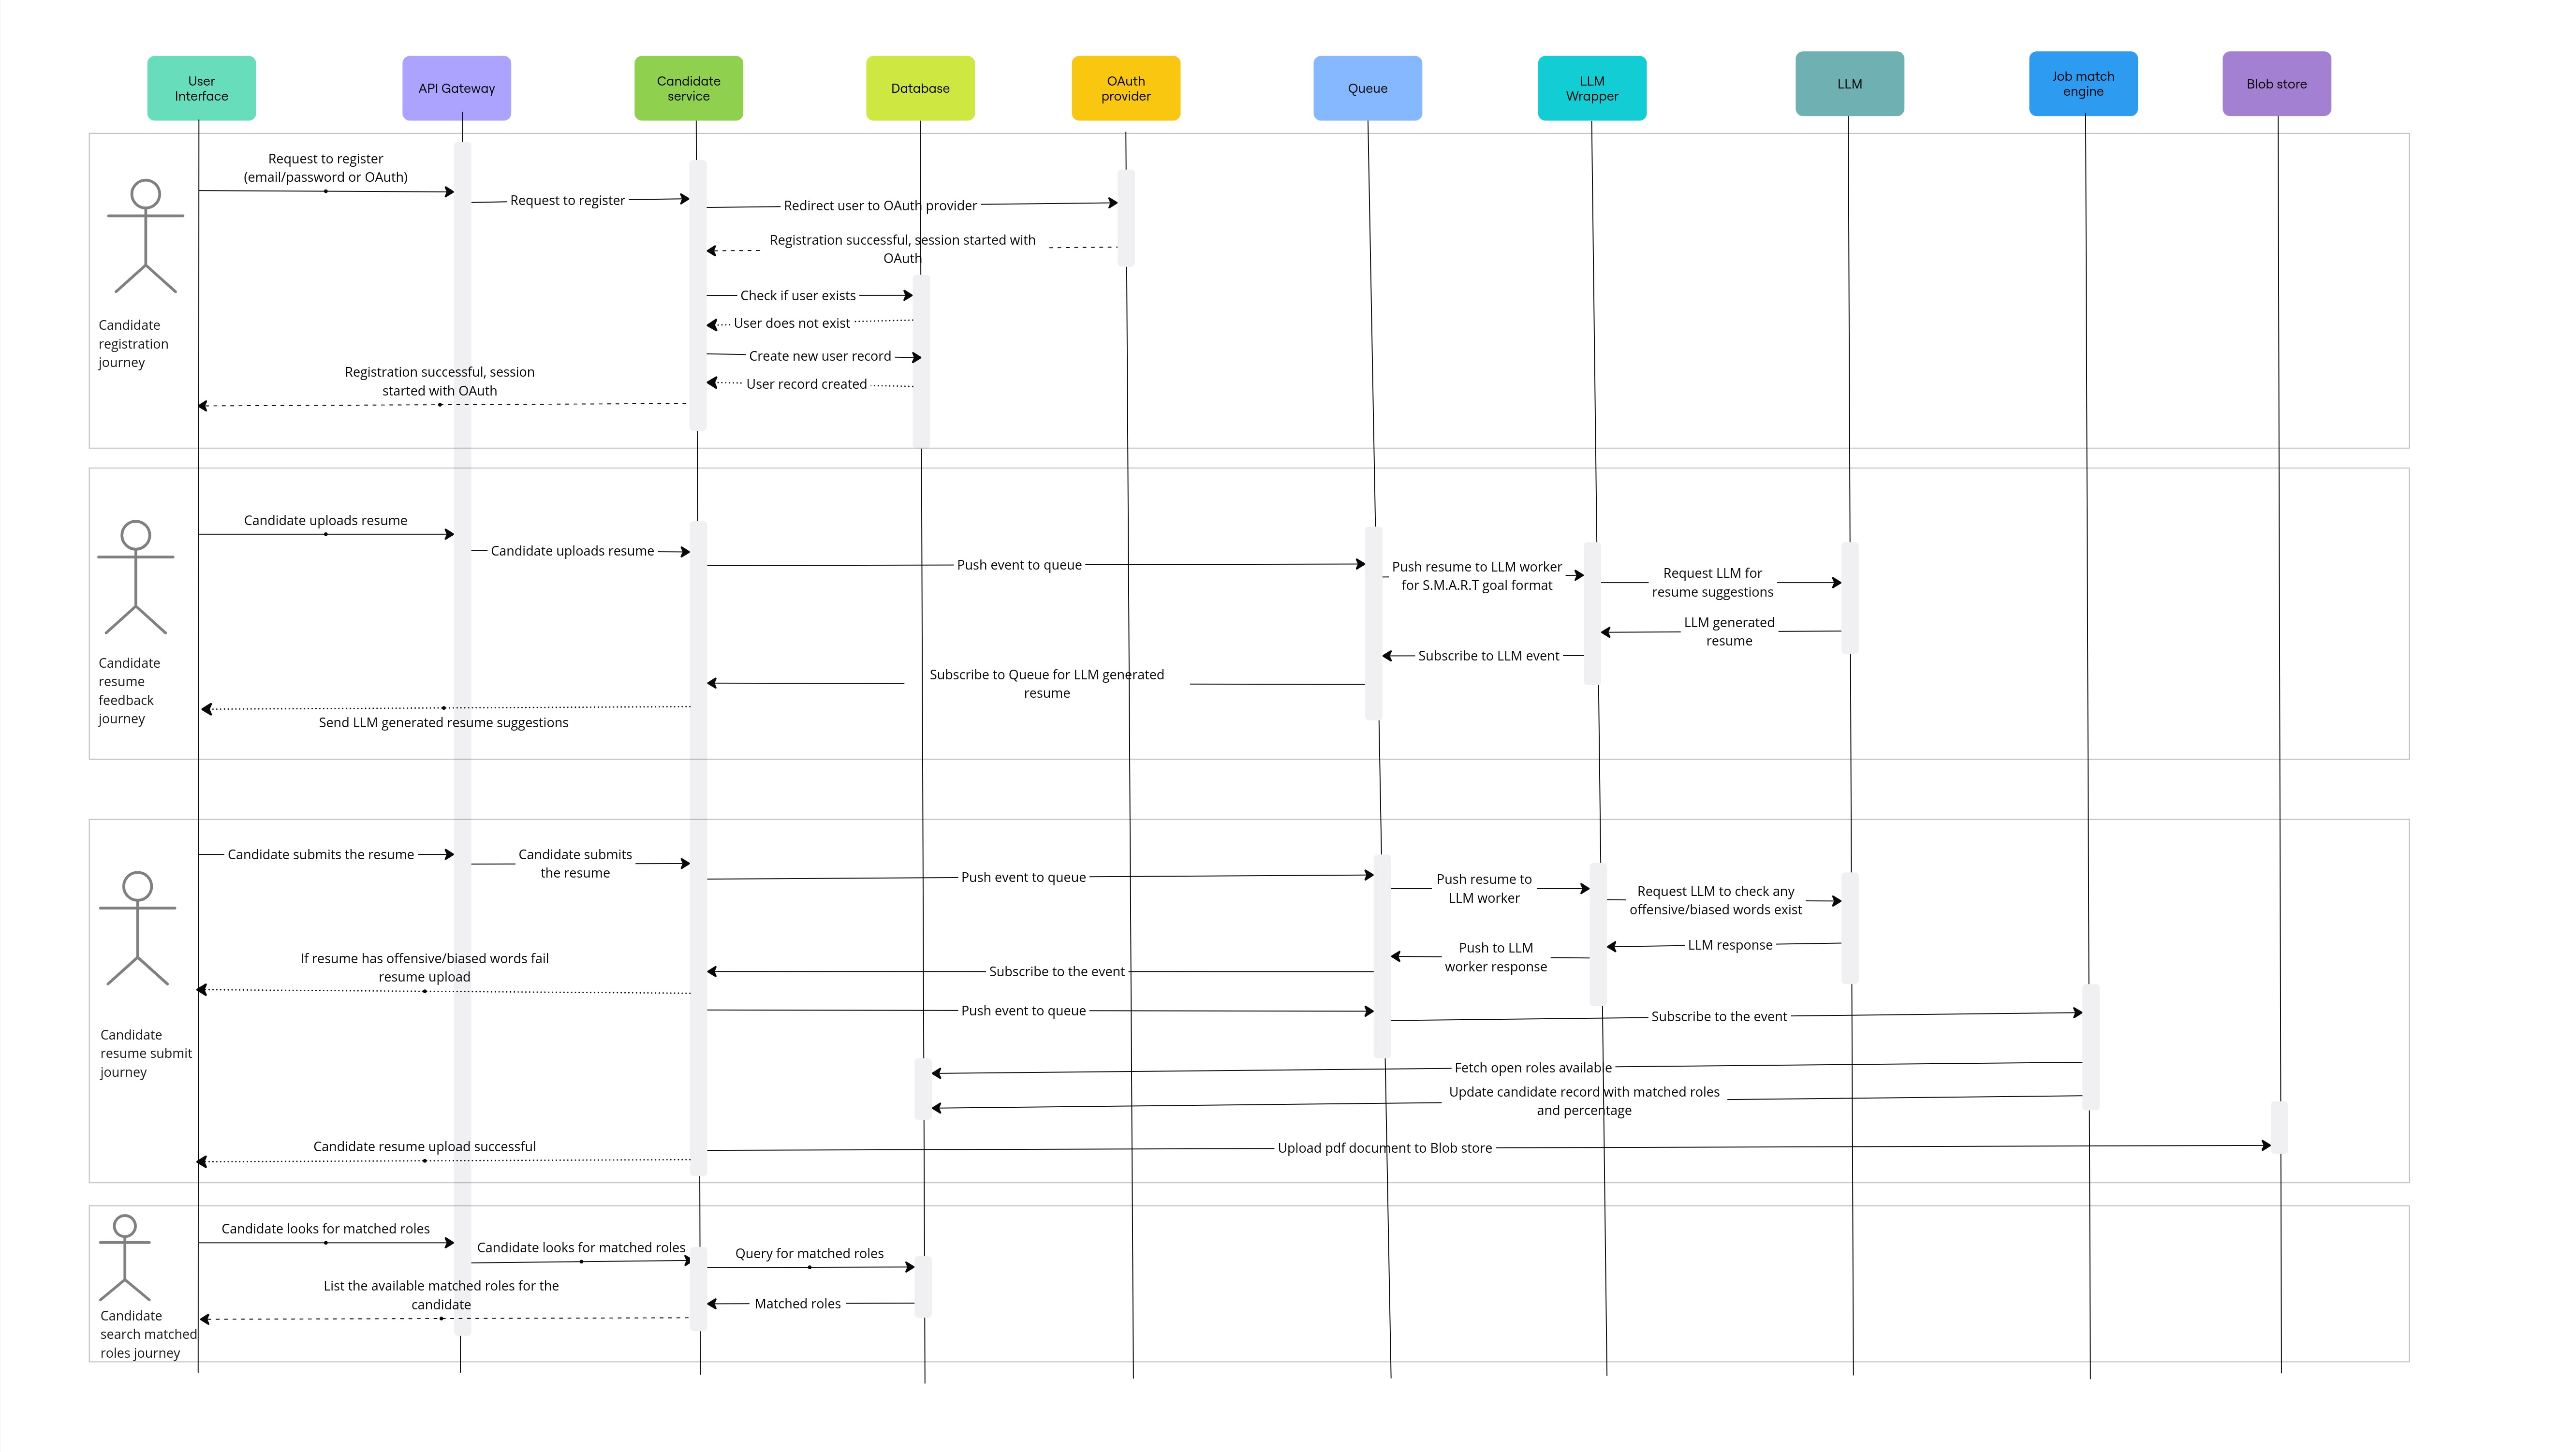 User
Interface
API Gateway
Candidate
service
Database
OAuth
provider
Queue
LLM
Wrapper
LLM
Job match
engine
Blob store
Request to register
(email/password or OAuth)
Request to register
Redirect user to OAuth provider
Registration successful, session started with
OAuth
Check if user exists
User does not exist
Candidate
registration
journey
Create new user record
Registration successful, session
started with OAuth
User record created
Candidate uploads resume
Candidate uploads resume
Push event to queue
Push resume to LLM worker
for S.M.A.R.T goal format
Request LLM for
resume suggestions
LLM generated
resume
Subscribe to LLM event
Candidate
resume
feedback
journey
Subscribe to Queue for LLM generated
resume
Send LLM generated resume suggestions
Candidate submits the resume
Candidate submits
the resume
Push event to queue
Push resume to
LLM worker
Request LLM to check any
offensive/biased words exist
LLM response
Push to LLM
worker response
If resume has offensive/biased words fail
resume upload
Subscribe to the event
Push event to queue
Subscribe to the event
Candidate
resume submit
journey
Fetch open roles available
Update candidate record with matched roles
and percentage
Candidate resume upload successful
Upload pdf document to Blob store
Candidate looks for matched roles
Candidate looks for matched roles
Query for matched roles
List the available matched roles for the
candidate
Matched roles
Candidate
search matched
roles journey